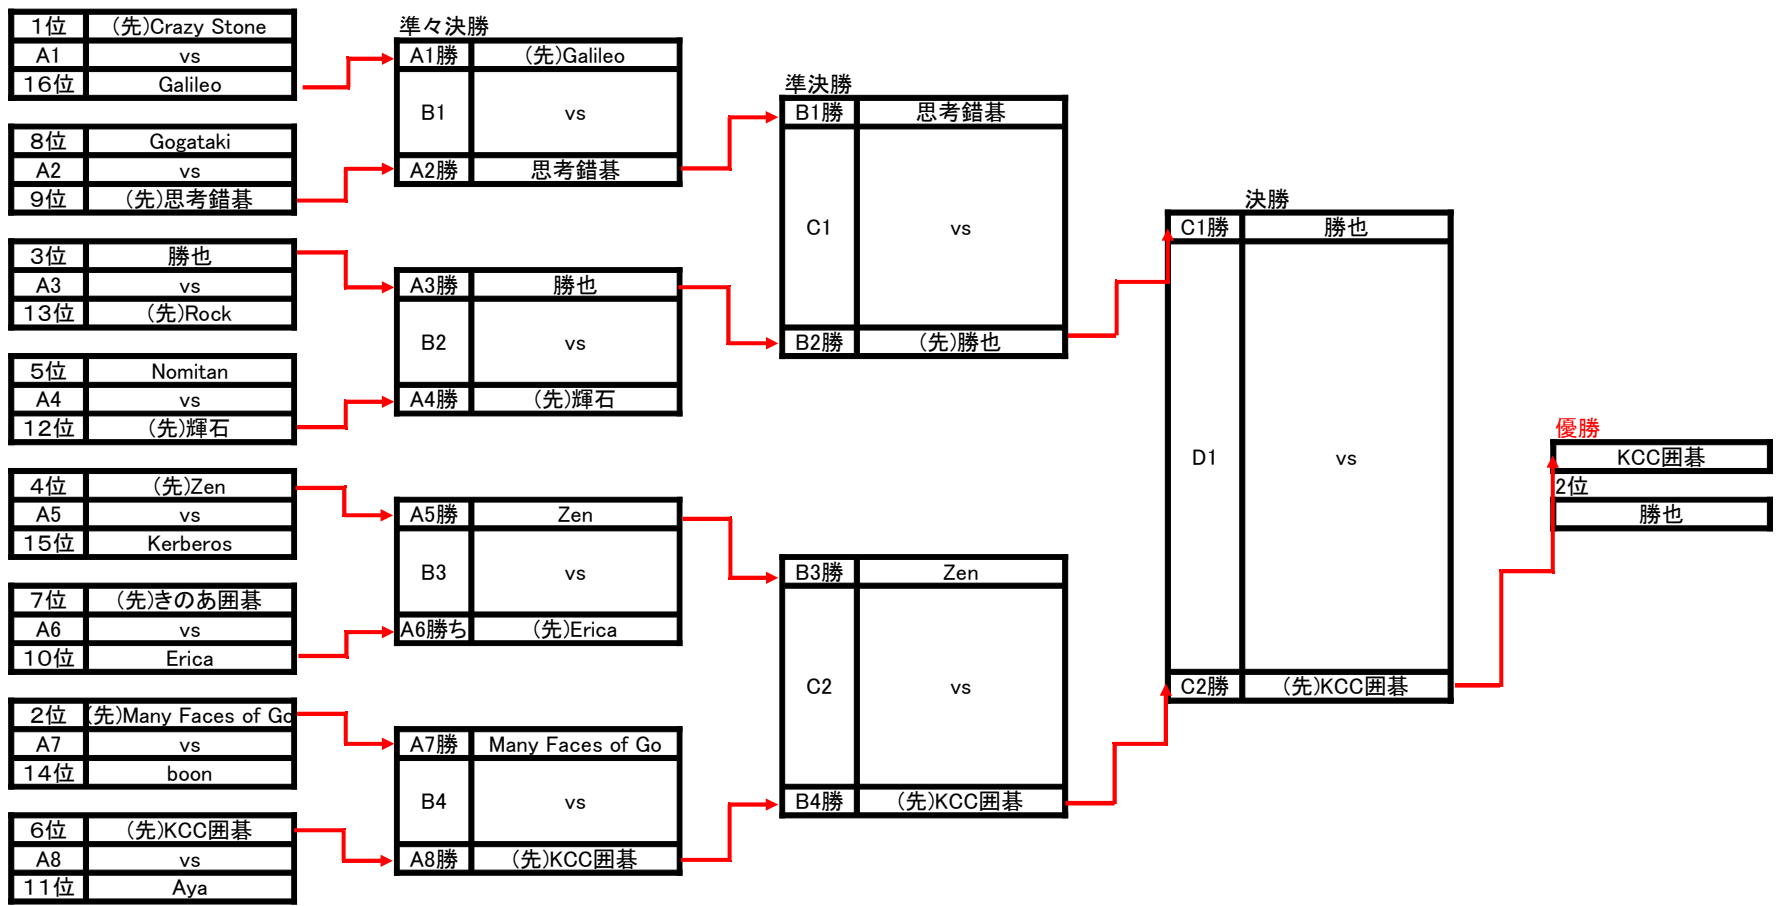 1位 (先)Crazy Stone
A1 vs
16位 Galileo
8位 Gogataki
A2 vs
9位 (先)思考錯碁
3位 勝也
A3 vs
13位 (先)Rock
5位 Nomitan
A4 vs
12位 (先)輝石
4位 (先)Zen
A5 vs
15位 Kerberos
7位 (先)きのあ囲碁
A6 vs
10位 Erica
2位 (先)Many Faces of Go
A7 vs
14位 boon
6位 (先)KCC囲碁
A8 vs
11位 Aya
準々決勝
A1勝 (先)Galileo
B1 vs
A2勝 思考錯碁
A3勝 勝也
B2 vs
A4勝 (先)輝石
A5勝 Zen
B3 vs
A6勝ち (先)Erica
A7勝 Many Faces of Go
B4 vs
A8勝 (先)KCC囲碁
準決勝
B1勝 思考錯碁
C1 vs
B2勝 (先)勝也
B3勝 Zen
C2 vs
B4勝 (先)KCC囲碁
決勝
C1勝 勝也
D1 vs
C2勝 (先)KCC囲碁
優勝
KCC囲碁
2位
勝也